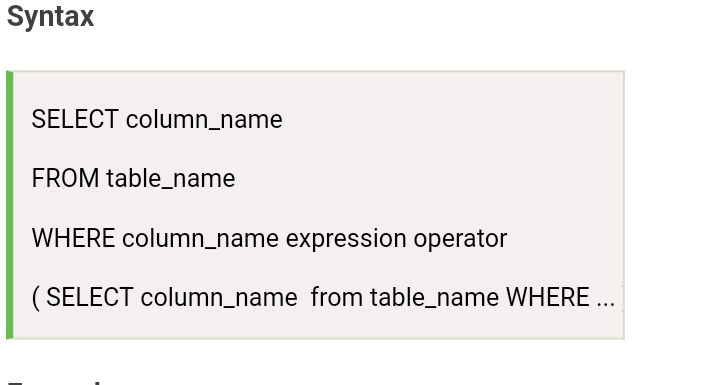 Syntax
SELECT column_name
FROM table_name
WHERE column_name expression operator
( SELECT column_name  from table_name WHERE ...